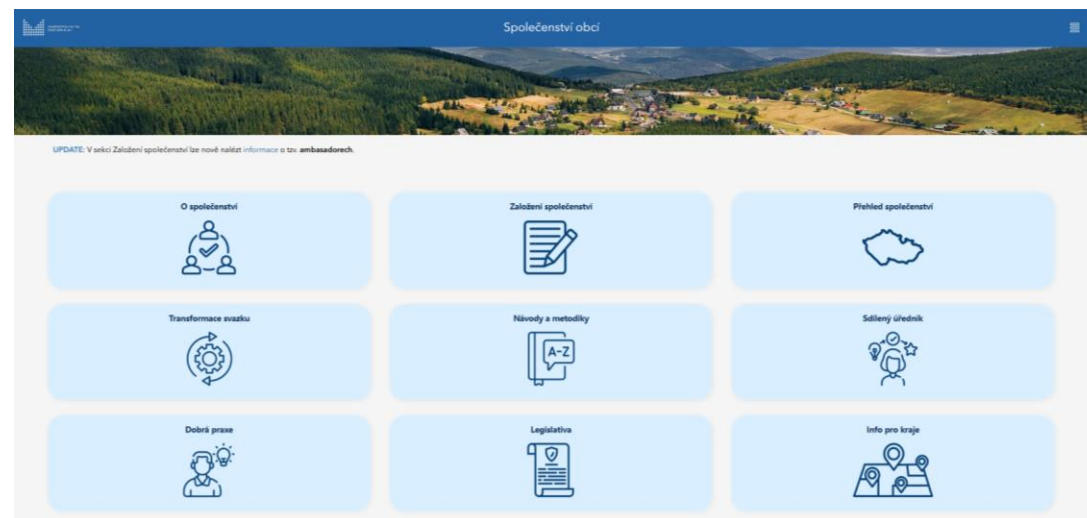 Společenství obcí
UPDATE: V sekci Založení společenství lze nově nalézt informace o tzv. ambasadorech.
O společenství
Založení společenství
Přehled společenství
Transformace svazku
Návody a metodiky
A-Z
Sdílený úředník
Dobrá praxe
Legislativa
Info pro kraje